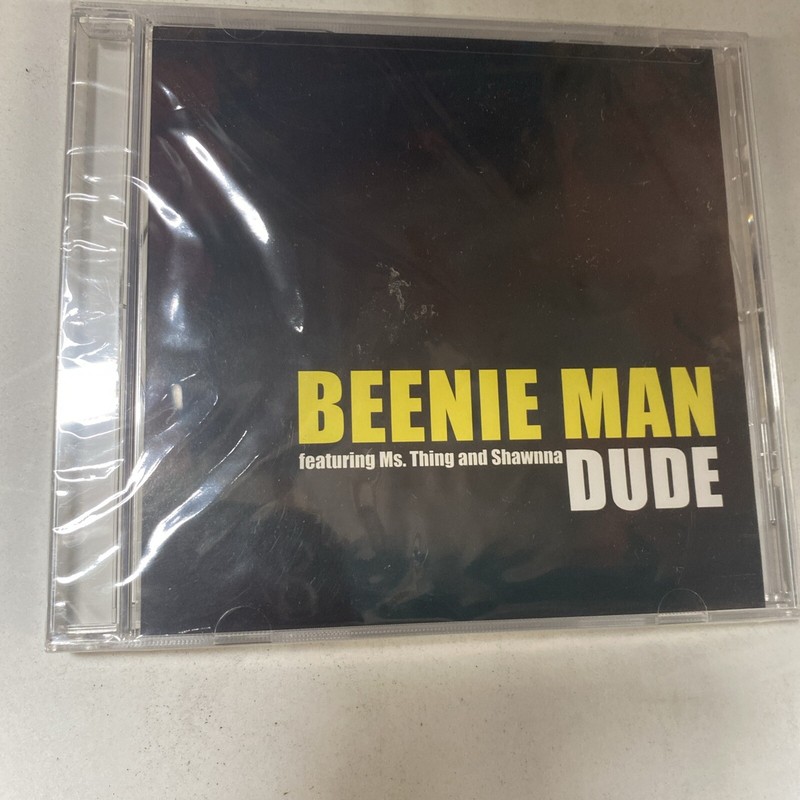 BEENIE MAN
featuring Ms. Thing and Shawnna
DUDE